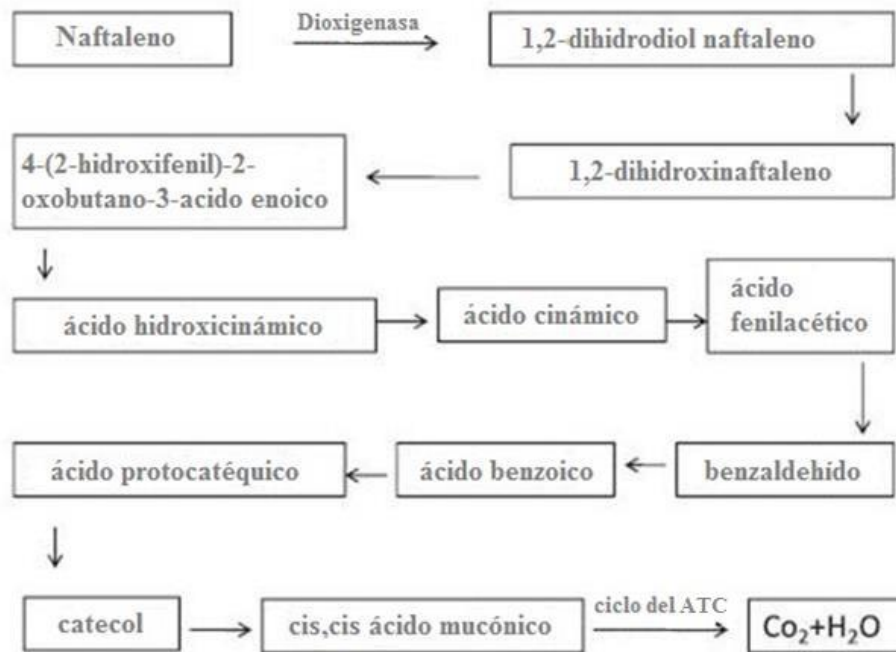 Naftaleno
Dioxigenasa
1,2-dihidrodiol naftaleno
4-(2-hidroxifenil)-2-
oxobutano-3-acido enoico
1,2-dihidroxinaftaleno
ácido hidroxicinámico
ácido cinámico
ácido
fenilacético
ácido protocatéquico
ácido benzoico
benzaldehído
catecol
cis,cis ácido mucónico
ciclo del ATC
Co₂+H₂O